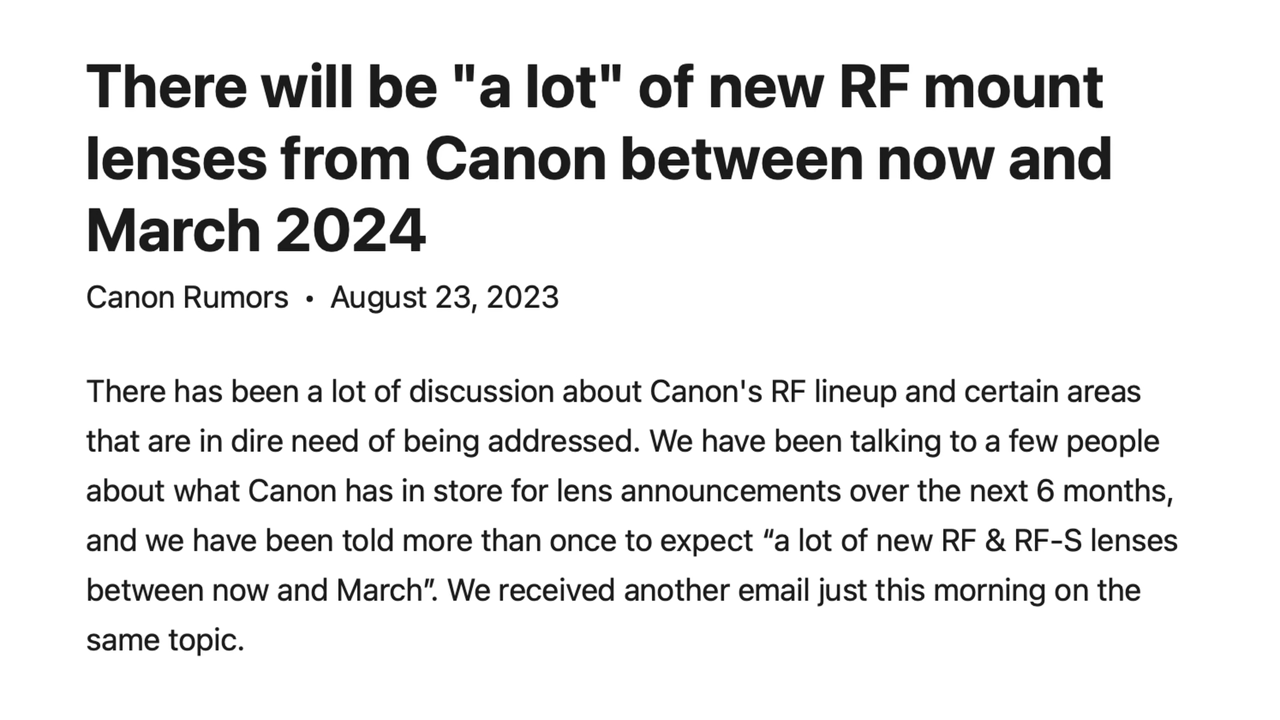 There will be "a lot" of new RF mount
lenses from Canon between now and
March 2024
Canon Rumors • August 23, 2023
There has been a lot of discussion about Canon's RF lineup and certain areas
that are in dire need of being addressed. We have been talking to a few people
about what Canon has in store for lens announcements over the next 6 months,
and we have been told more than once to expect “a lot of new RF & RF-S lenses
between now and March”. We received another email just this morning on the
same topic.